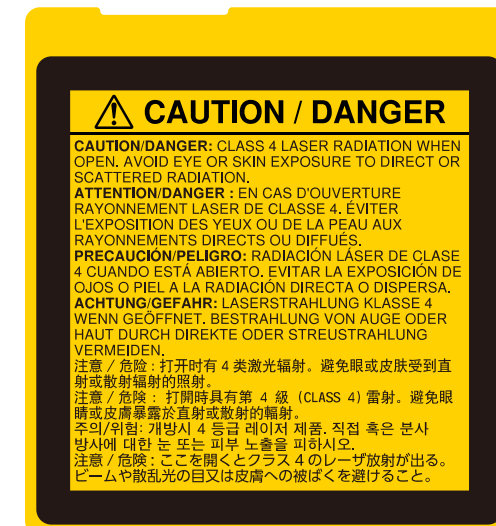 CAUTION / DANGER
CAUTION/DANGER: CLASS 4 LASER RADIATION WHEN
OPEN. AVOID EYE OR SKIN EXPOSURE TO DIRECT OR
SCATTERED RADIATION.
ATTENTION/DANGER : EN CAS D'OUVERTURE
RAYONNEMENT LASER DE CLASSE 4. ÉVITER
L'EXPOSITION DES YEUX OU DE LA PEAU AUX
RAYONNEMENTS DIRECTS OU DIFFUÉS.
PRECAUCIÓN/PELIGRO: RADIACIÓN LÁSER DE CLASE
4 CUANDO ESTÁ ABIERTO. EVITAR LA EXPOSICIÓN DE
OJOS O PIEL A LA RADIACIÓN DIRECTA O DISPERSA.
ACHTUNG/GEFAHR: LASERSTRAHLUNG KLASSE 4
WENN GEÖFFNET. BESTRAHLUNG VON AUGE ODER
HAUT DURCH DIREKTE ODER STREUSTRAHLUNG
VERMEIDEN.
注意 / 危险 : 打开时有 4 类激光辐射。避免眼或皮肤受到直
射或散射辐射的照射。
注意 / 危険 : 打開時具有第 4 級 (CLASS 4) 雷射。避免眼
睛或皮膚暴露於直射或散射的輻射。
주의/위험: 개방시 4 등급 레이저 제품. 직접 혹은 분사
방사에 대한 눈 또는 피부 노출을 피하시오.
注意 / 危険 : ここを開くとクラス 4 のレーザ放射が出る。
ビームや散乱光の目又は皮膚への被ばくを避けること。